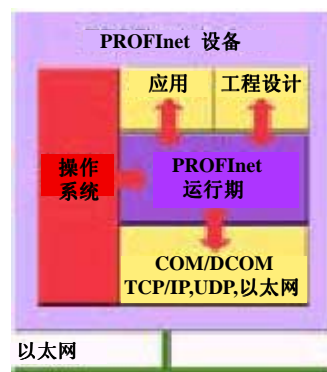 PROFInet 设备
应用
工程设计
操作
系统
PROFInet
运行期
COM/DCOM
TCP/IP,UDP,以太网
以太网